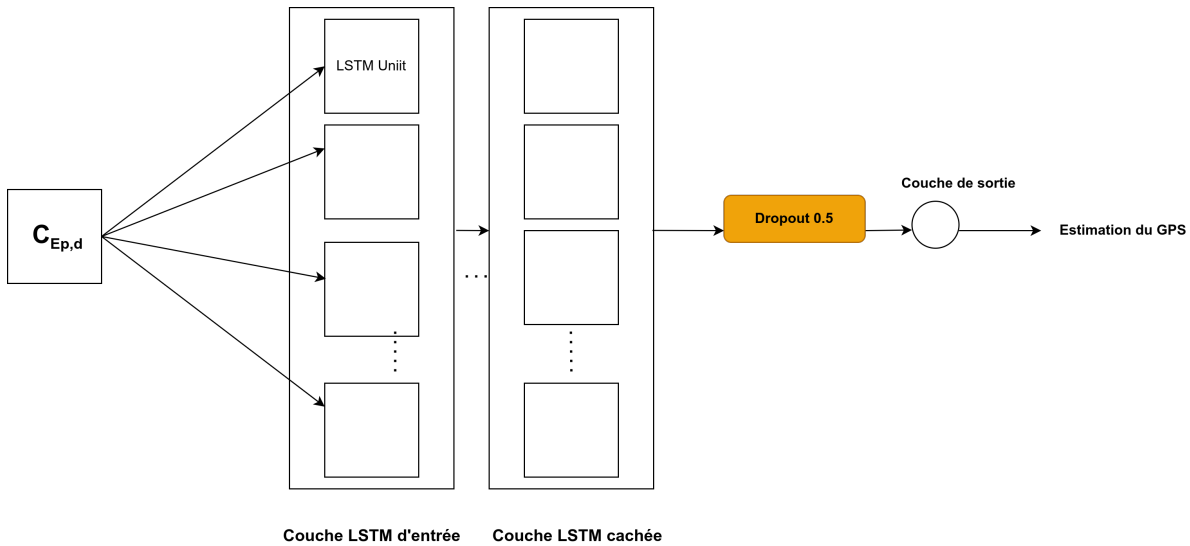 LSTM Uniit
C_Ep,d
Couche de sortie
Dropout 0.5
Estimation du GPS
Couche LSTM d'entrée
Couche LSTM cachée